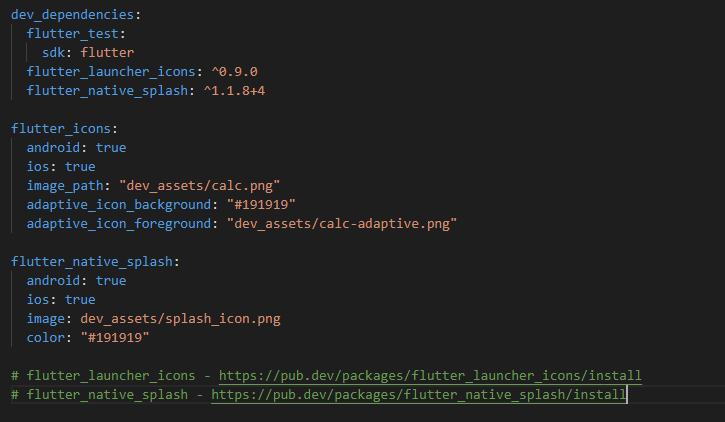 dev_dependencies:
  flutter_test:
    sdk: flutter
  flutter_launcher_icons: ^0.9.0
  flutter_native_splash: ^1.1.8+4

flutter_icons:
  android: true
  ios: true
  image_path: "dev_assets/calc.png"
  adaptive_icon_background: "#191919"
  adaptive_icon_foreground: "dev_assets/calc-adaptive.png"

flutter_native_splash:
  android: true
  ios: true
  image: dev_assets/splash_icon.png
  color: "#191919"

# flutter_launcher_icons - https://pub.dev/packages/flutter_launcher_icons/install
# flutter_native_splash - https://pub.dev/packages/flutter_native_splash/install